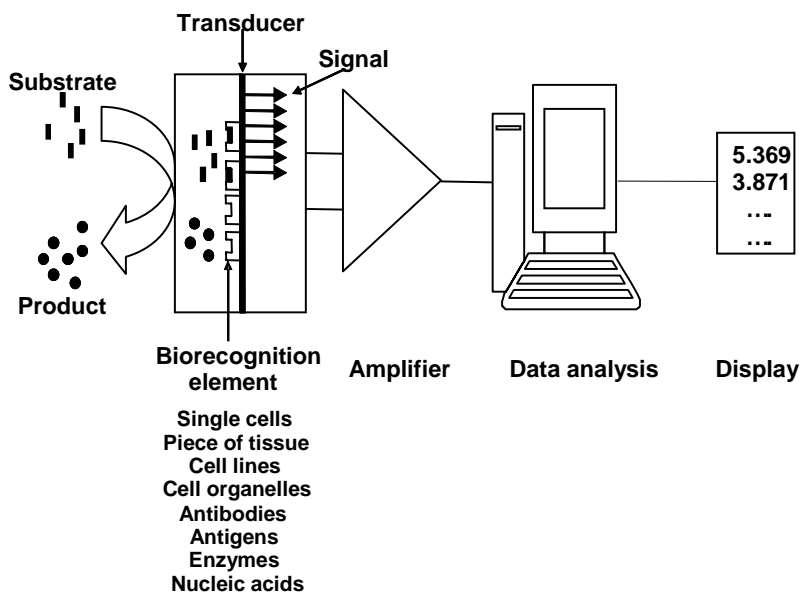 Transducer
Signal
Substrate
5.369
3.871
....
....
Product
Biorecognition
element
Amplifier
Data analysis
Display
Single cells
Piece of tissue
Cell lines
Cell organelles
Antibodies
Antigens
Enzymes
Nucleic acids